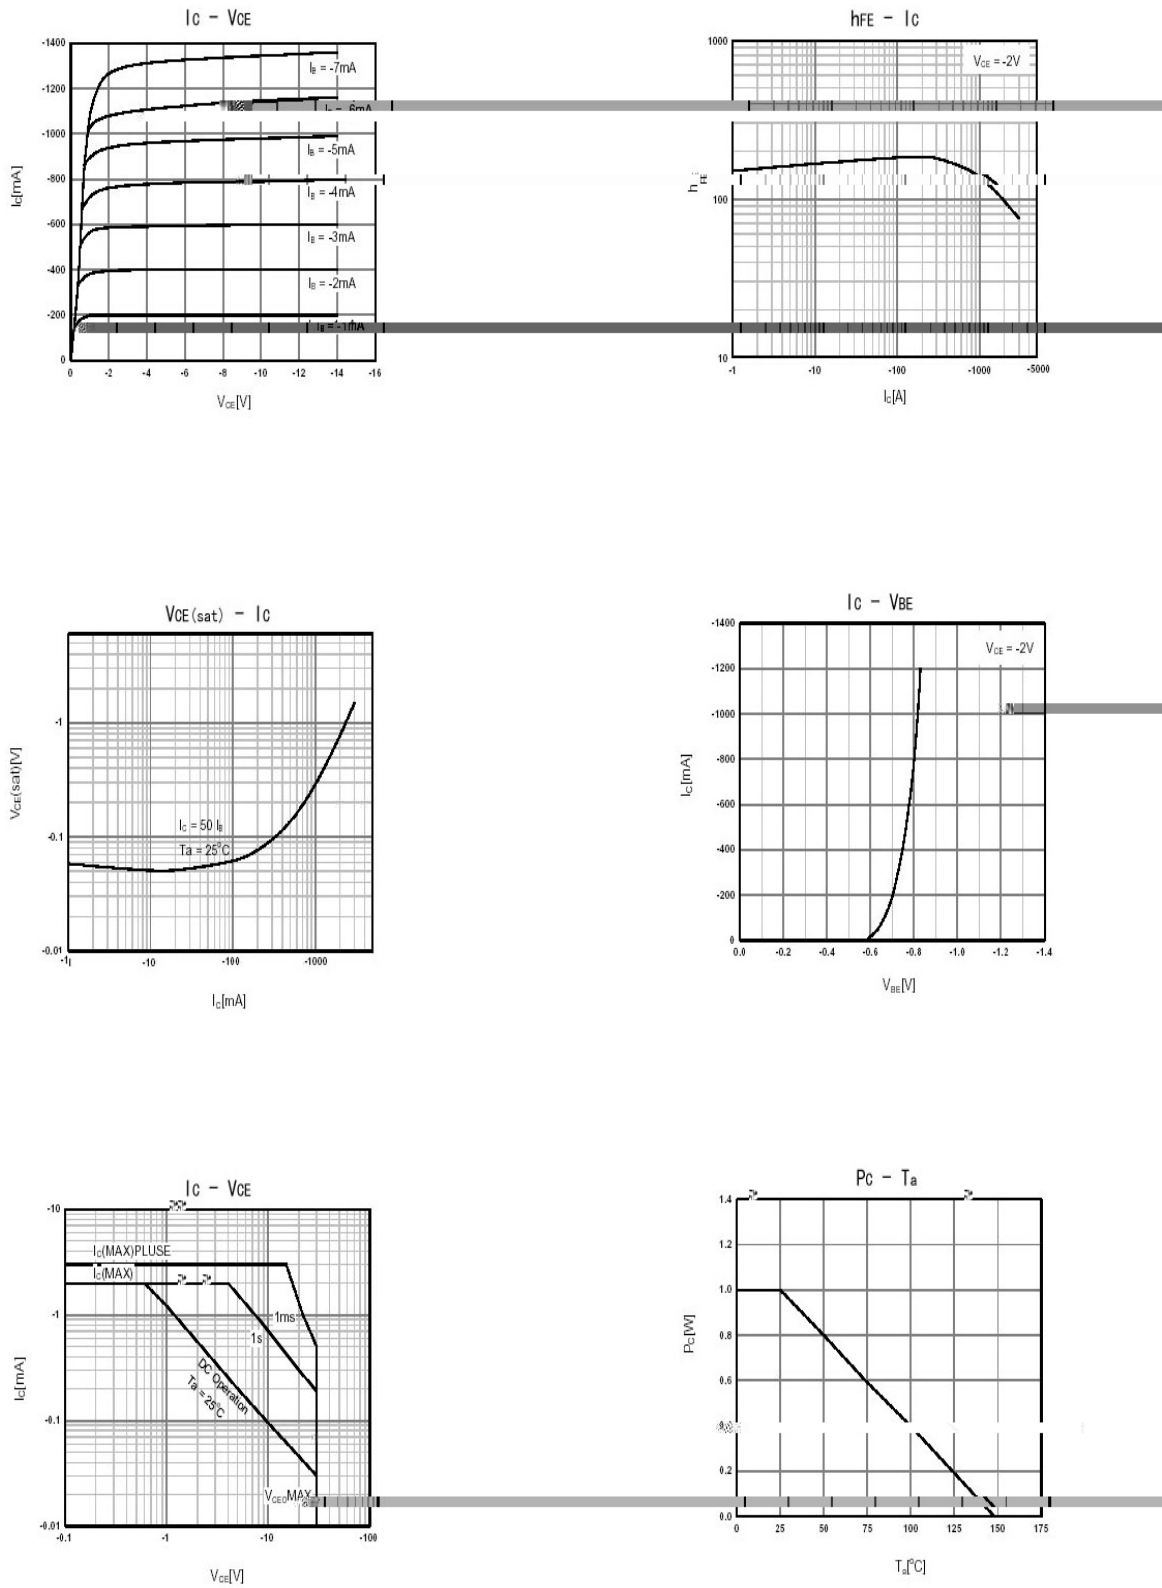 Ic - VCE
-1400
-1200
-1000
-800
-600
-400
-200
0
Ic[mA]
IB = -7mA
IB = -5mA
IB = -4mA
IB = -3mA
IB = -2mA
IB = -1mA
0 -2 -4 -6 -8 -10 -12 -14 -16
VCE[V]
hFE - Ic
1000
100
10
hFE
VCE = -2V
-1 -10 -100 -1000 -5000
Ic[A]
VCE(sat) - Ic
-1
-0.1
-0.01
VCE(sat)[V]
Ic = 50 IB
Ta = 25°C
-10 -100 -1000
Ic[mA]
Ic - VBE
-1400
-1200
-1000
-800
-600
-400
-200
0
Ic[mA]
VCE = -2V
0.0 -0.2 -0.4 -0.6 -0.8 -1.0 -1.2 -1.4
VBE[V]
Ic - VCE
-10
-1
-0.1
-0.01
Ic[mA]
Ic(MAX)PLUSE
Ic(MAX)
1ms
1s
DC Operation
Ta = 25°C
VCEOMAX
-0.1 -1 -10 -100
VCE[V]
Pc - Ta
1.4
1.2
1.0
0.8
0.6
0.2
0.0
Pc[W]
0 25 50 75 100 125 150 175
Ta[°C]